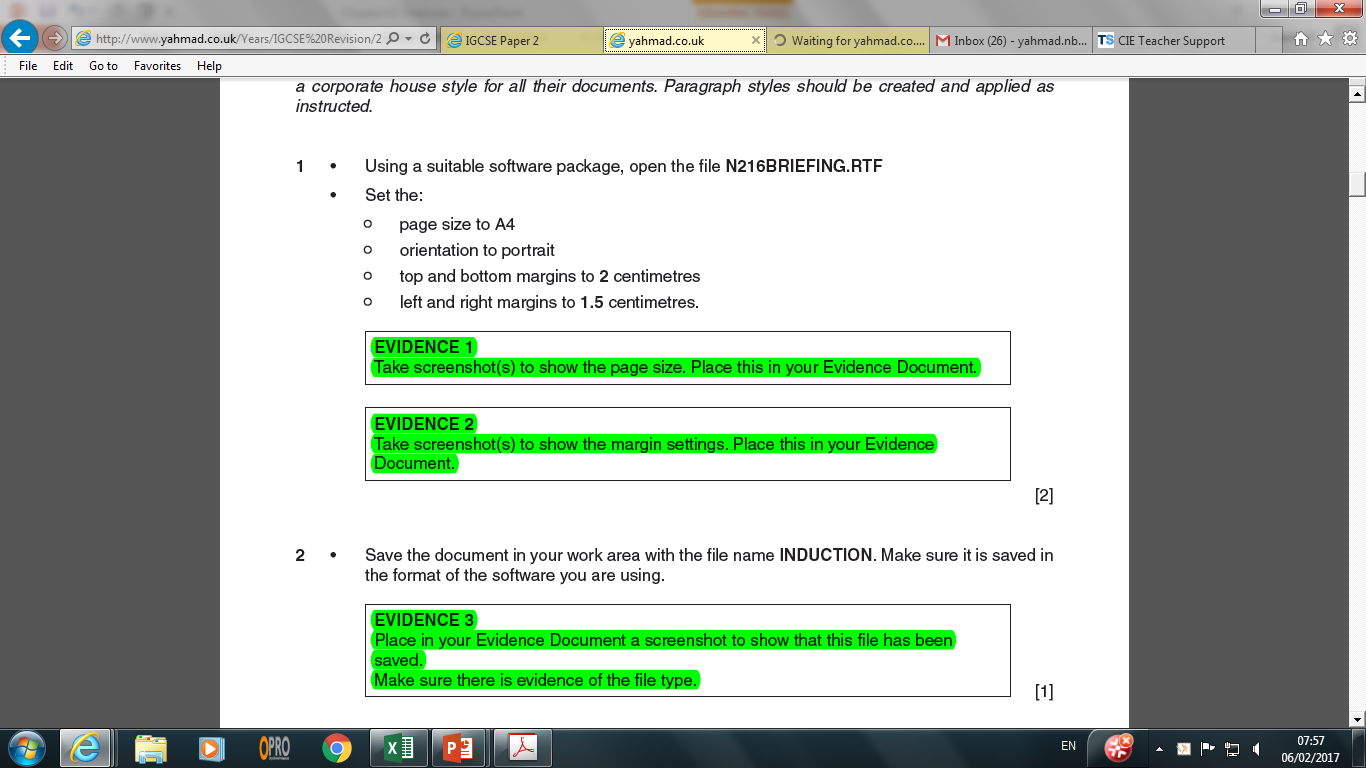 http://www.yahmad.co.uk/Years/IGCSE%20Revision/2
IGCSE Paper 2
yahmad.co.uk
Waiting for yahmad.co....
Inbox (26) - yahmad.nb...
TS CIE Teacher Support
File Edit Go to Favorites Help
a corporate house style for all their documents. Paragraph styles should be created and applied as
instructed.
1 • Using a suitable software package, open the file N216BRIEFING.RTF
• Set the:
o page size to A4
o orientation to portrait
o top and bottom margins to 2 centimetres
o left and right margins to 1.5 centimetres.
EVIDENCE 1
Take screenshot(s) to show the page size. Place this in your Evidence Document.
EVIDENCE 2
Take screenshot(s) to show the margin settings. Place this in your Evidence
Document.
[2]
2 • Save the document in your work area with the file name INDUCTION. Make sure it is saved in
the format of the software you are using.
EVIDENCE 3
Place in your Evidence Document a screenshot to show that this file has been
saved.
Make sure there is evidence of the file type.
[1]
OPRO
EN
07:57
06/02/2017